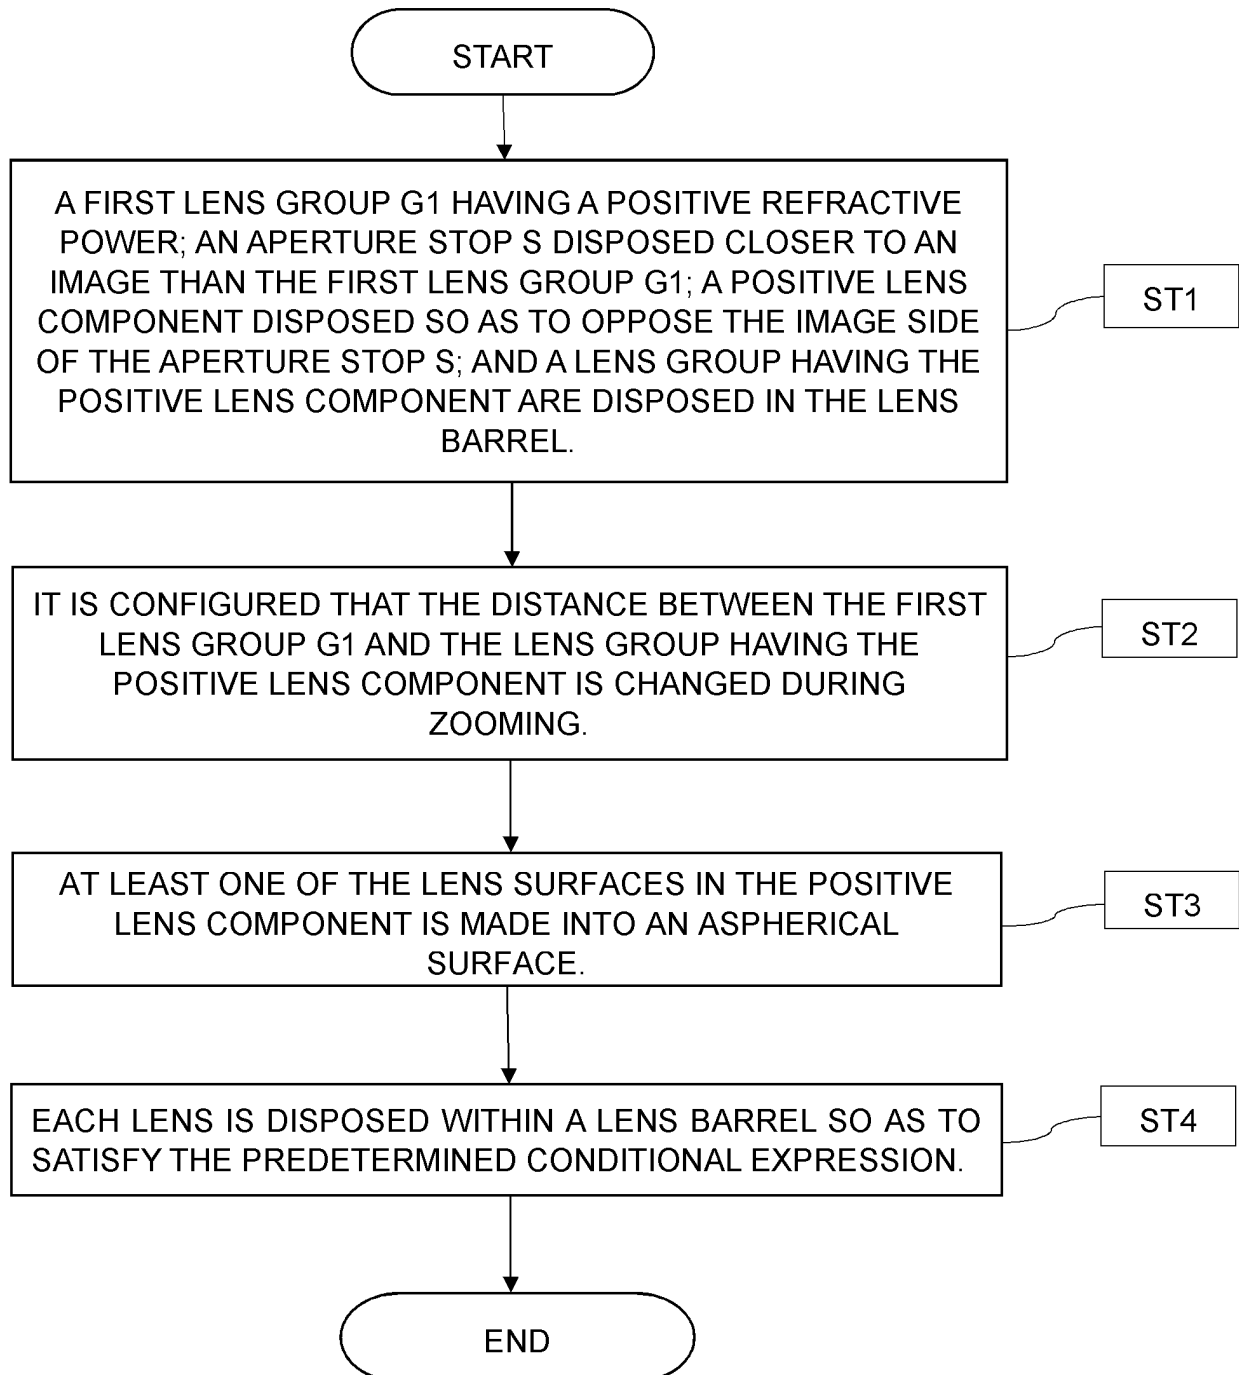 START
A FIRST LENS GROUP G1 HAVING A POSITIVE REFRACTIVE
POWER; AN APERTURE STOP S DISPOSED CLOSER TO AN
IMAGE THAN THE FIRST LENS GROUP G1; A POSITIVE LENS
COMPONENT DISPOSED SO AS TO OPPOSE THE IMAGE SIDE
OF THE APERTURE STOP S; AND A LENS GROUP HAVING THE
POSITIVE LENS COMPONENT ARE DISPOSED IN THE LENS
BARREL.
ST1
IT IS CONFIGURED THAT THE DISTANCE BETWEEN THE FIRST
LENS GROUP G1 AND THE LENS GROUP HAVING THE
POSITIVE LENS COMPONENT IS CHANGED DURING
ZOOMING.
ST2
AT LEAST ONE OF THE LENS SURFACES IN THE POSITIVE
LENS COMPONENT IS MADE INTO AN ASPHERICAL
SURFACE.
ST3
EACH LENS IS DISPOSED WITHIN A LENS BARREL SO AS TO
SATISFY THE PREDETERMINED CONDITIONAL EXPRESSION.
ST4
END